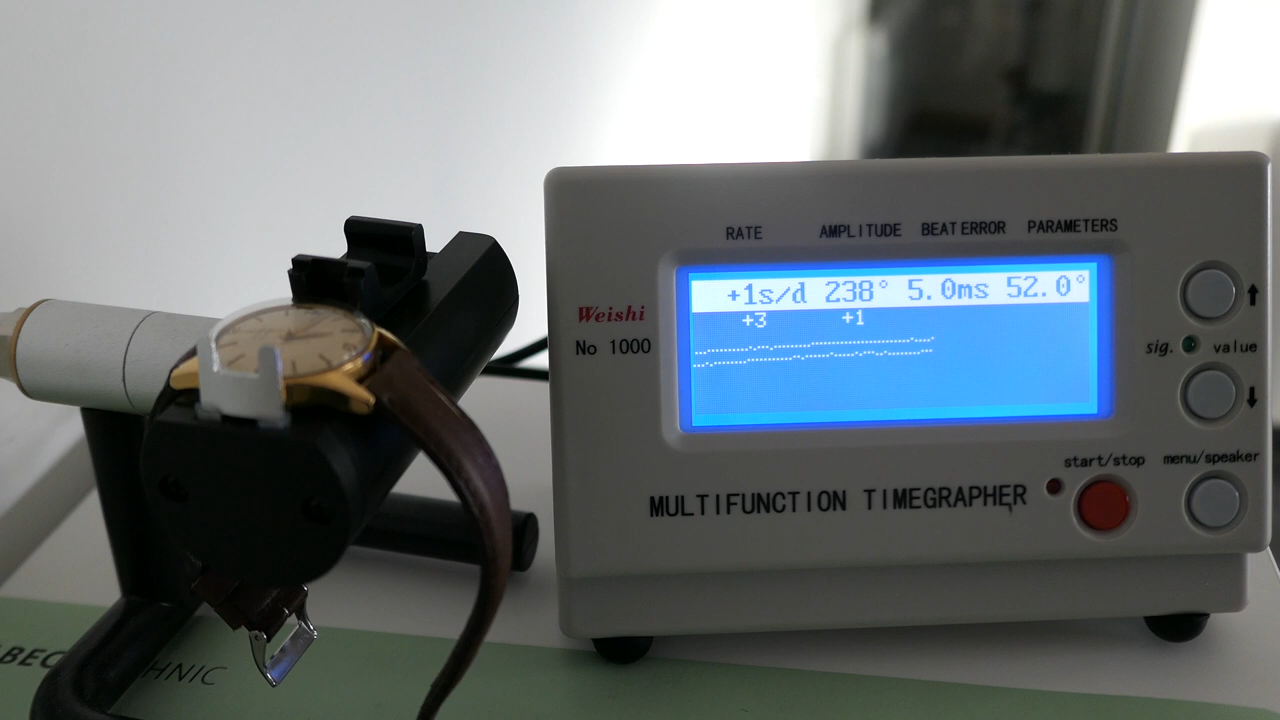 RATE AMPLITUDE BEAT ERROR PARAMETERS
+1s/d 238° 5.0ms 52.0°
+3 +1
Weishi
No 1000
sig. value
start/stop menu/speaker
MULTIFUNCTION TIMEGRAPHER
HNIC